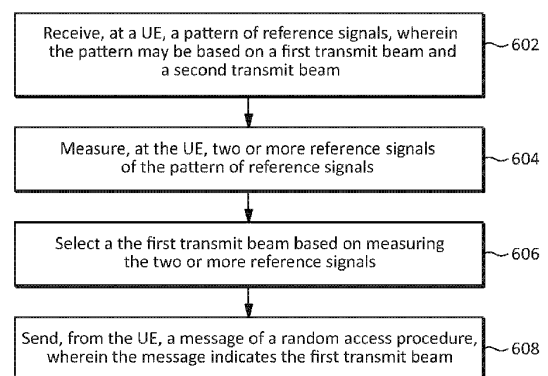 Receive, at a UE, a pattern of reference signals, wherein
the pattern may be based on a first transmit beam and
a second transmit beam
602
Measure, at the UE, two or more reference signals
of the pattern of reference signals
604
Select a the first transmit beam based on measuring
the two or more reference signals
606
Send, from the UE, a message of a random access procedure,
wherein the message indicates the first transmit beam
608